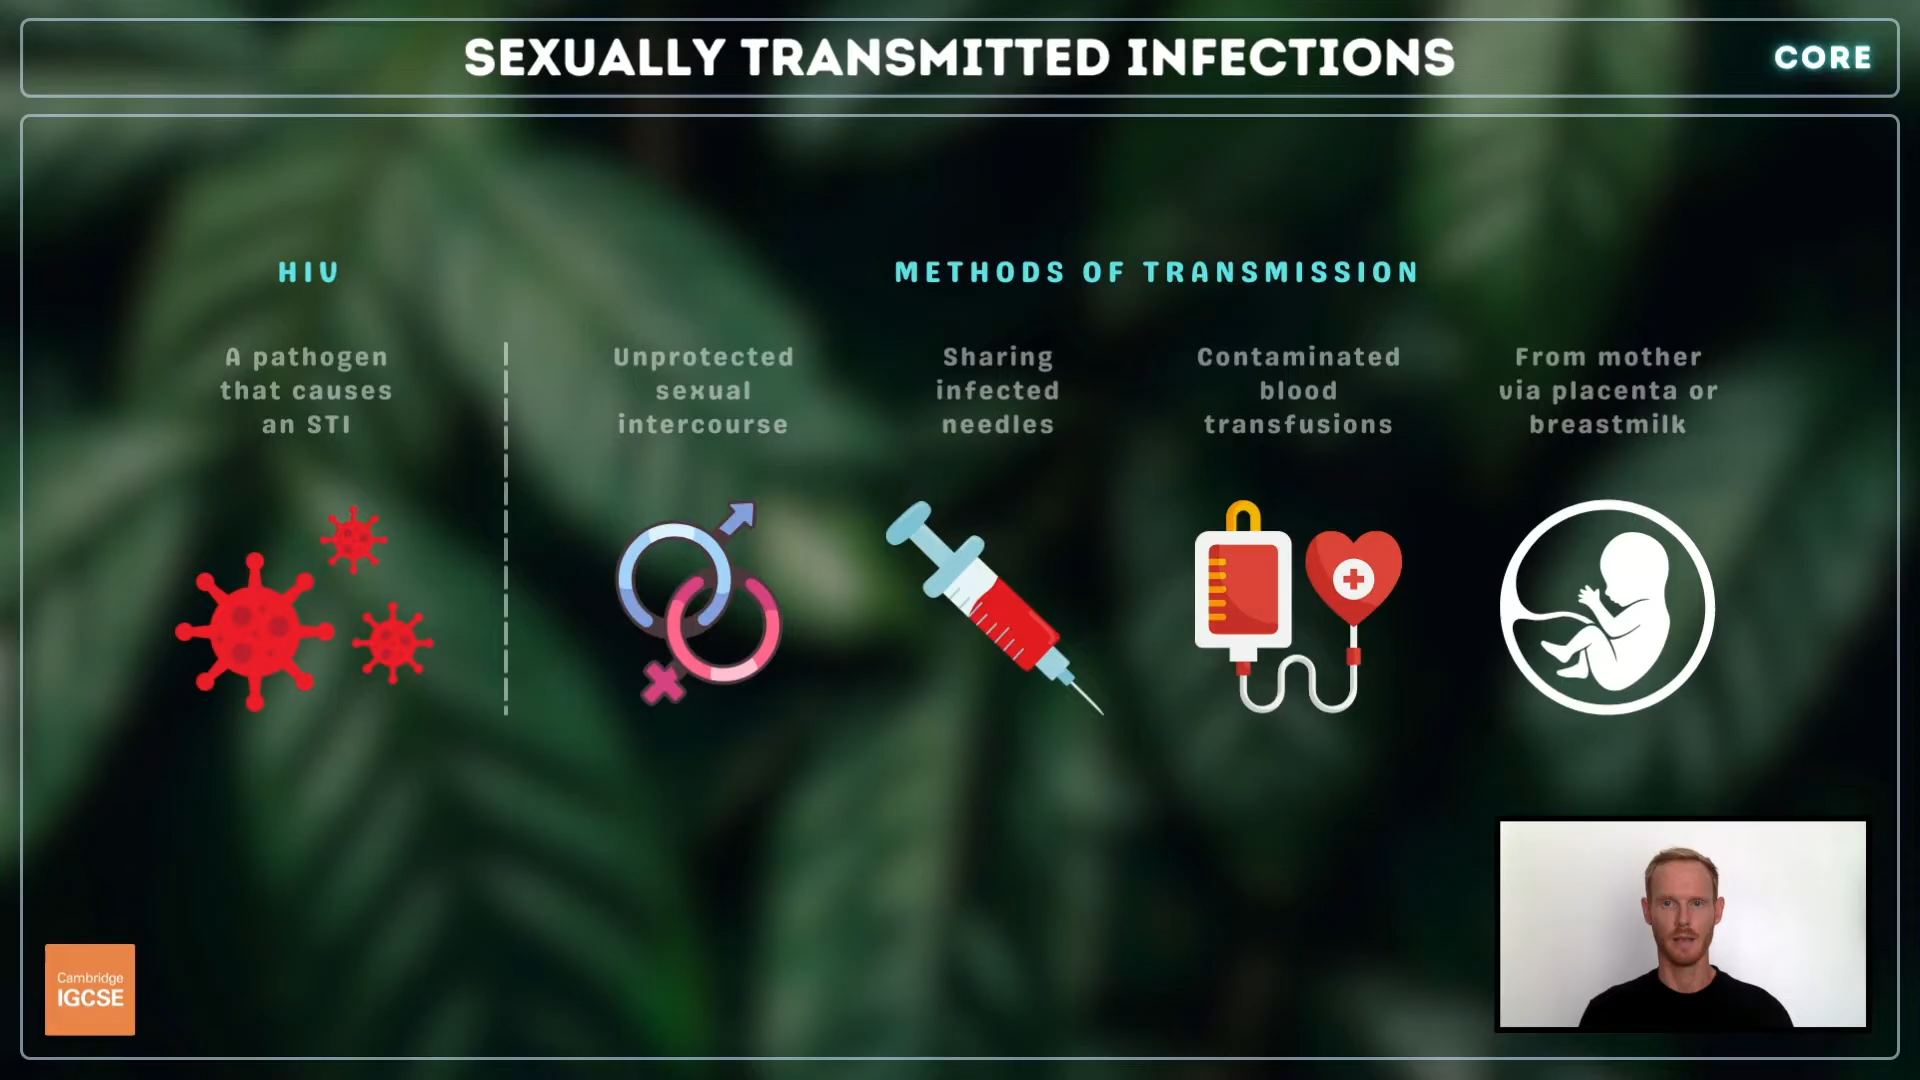 SEXUALLY TRANSMITTED INFECTIONS
CORE
HIV
METHODS OF TRANSMISSION
A pathogen
that causes
an STI
Unprotected
sexual
intercourse
Sharing
infected
needles
Contaminated
blood
transfusions
From mother
via placenta or
breastmilk
Cambridge
IGCSE